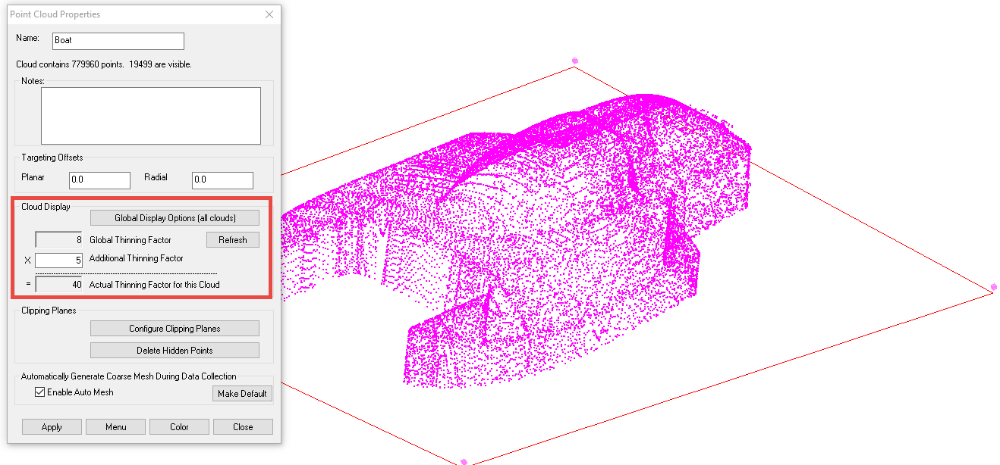 Point Cloud Properties
Name: Boat
Cloud contains 779960 points.  19499 are visible.
Notes:
Targeting Offsets
Planar 0.0 Radial 0.0
Cloud Display
Global Display Options (all clouds)
8 Global Thinning Factor Refresh
X 5 Additional Thinning Factor
= 40 Actual Thinning Factor for this Cloud
Clipping Planes
Configure Clipping Planes
Delete Hidden Points
Automatically Generate Coarse Mesh During Data Collection
Enable Auto Mesh Make Default
Apply Menu Color Close